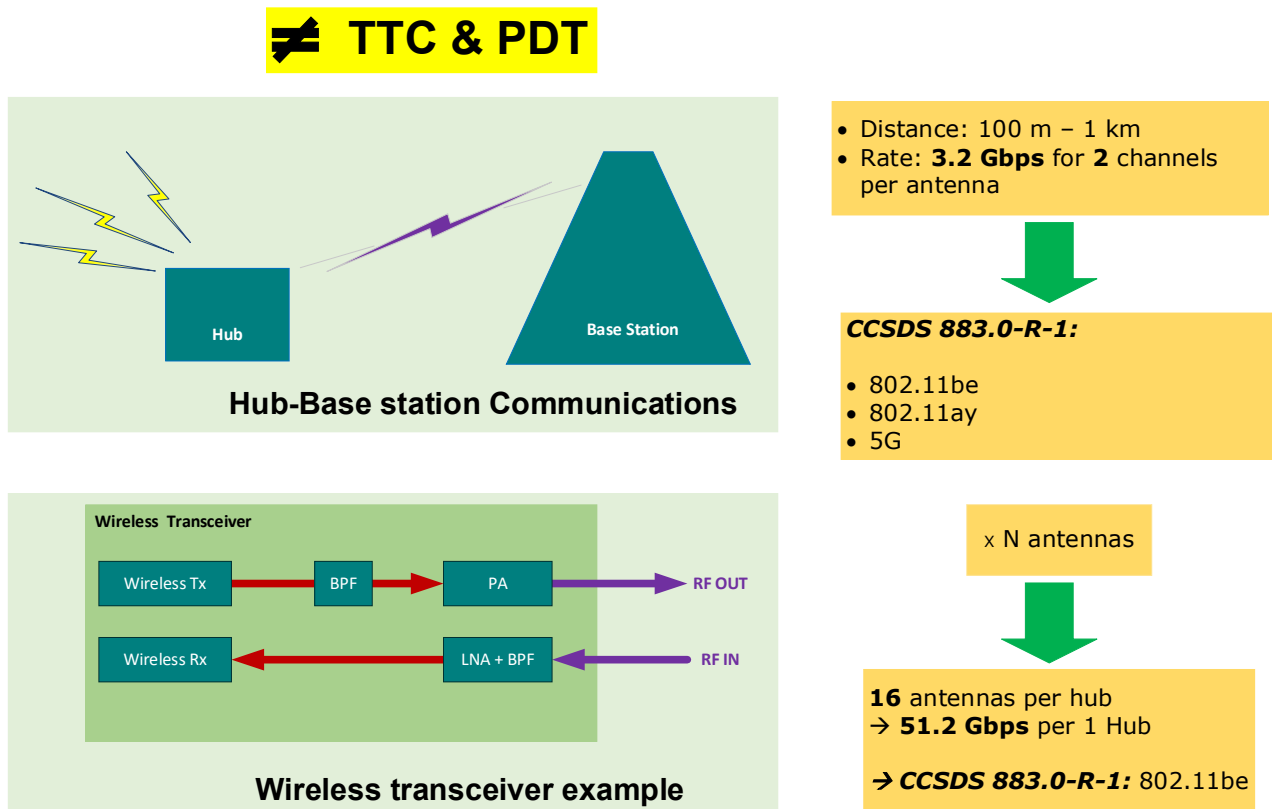 ≠ TTC & PDT
Hub
Base Station
Hub-Base station Communications
• Distance: 100 m – 1 km
• Rate: 3.2 Gbps for 2 channels
per antenna
CCSDS 883.0-R-1:
• 802.11be
• 802.11ay
• 5G
Wireless Transceiver
Wireless Tx
BPF
PA
RF OUT
Wireless Rx
LNA + BPF
RF IN
Wireless transceiver example
x N antennas
16 antennas per hub
→ 51.2 Gbps per 1 Hub
→ CCSDS 883.0-R-1: 802.11be